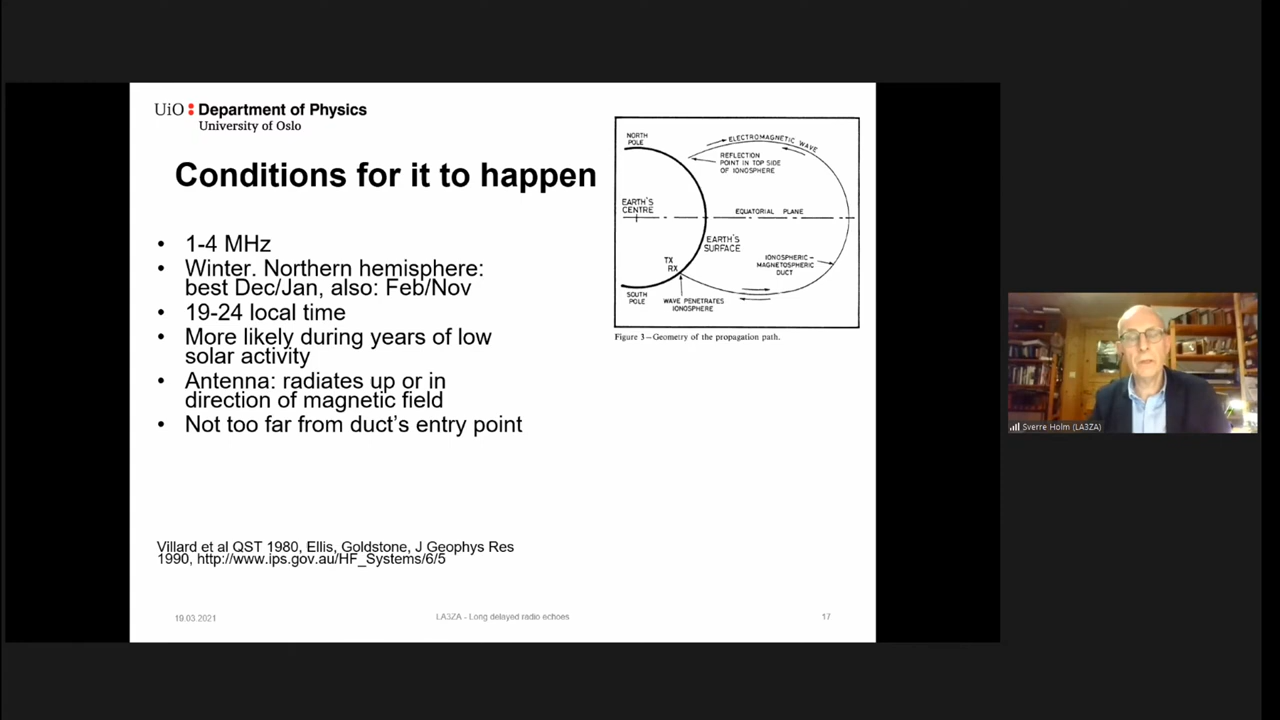 UiO : Department of Physics
University of Oslo
Conditions for it to happen
• 1-4 MHz
• Winter. Northern hemisphere:
best Dec/Jan, also: Feb/Nov
• 19-24 local time
• More likely during years of low
solar activity
• Antenna: radiates up or in
direction of magnetic field
• Not too far from duct's entry point
NORTH
POLE
ELECTROMAGNETIC WAVE
REFLECTION
POINT IN TOP SIDE
OF IONOSPHERE
EARTH'S
CENTRE
EQUATORIAL PLANE
EARTH'S
SURFACE
IONOSPHERIC-
MAGNETOSPHERIC
DUCT
TX
RX
SOUTH
POLE
WAVE PENETRATES
IONOSPHERE
Figure 3—Geometry of the propagation path.
Villard et al QST 1980, Ellis, Goldstone, J Geophys Res
1990, http://www.ips.gov.au/HF_Systems/6/5
19.03.2021
LA3ZA - Long delayed radio echoes
17
Sverre Holm (LA3ZA)